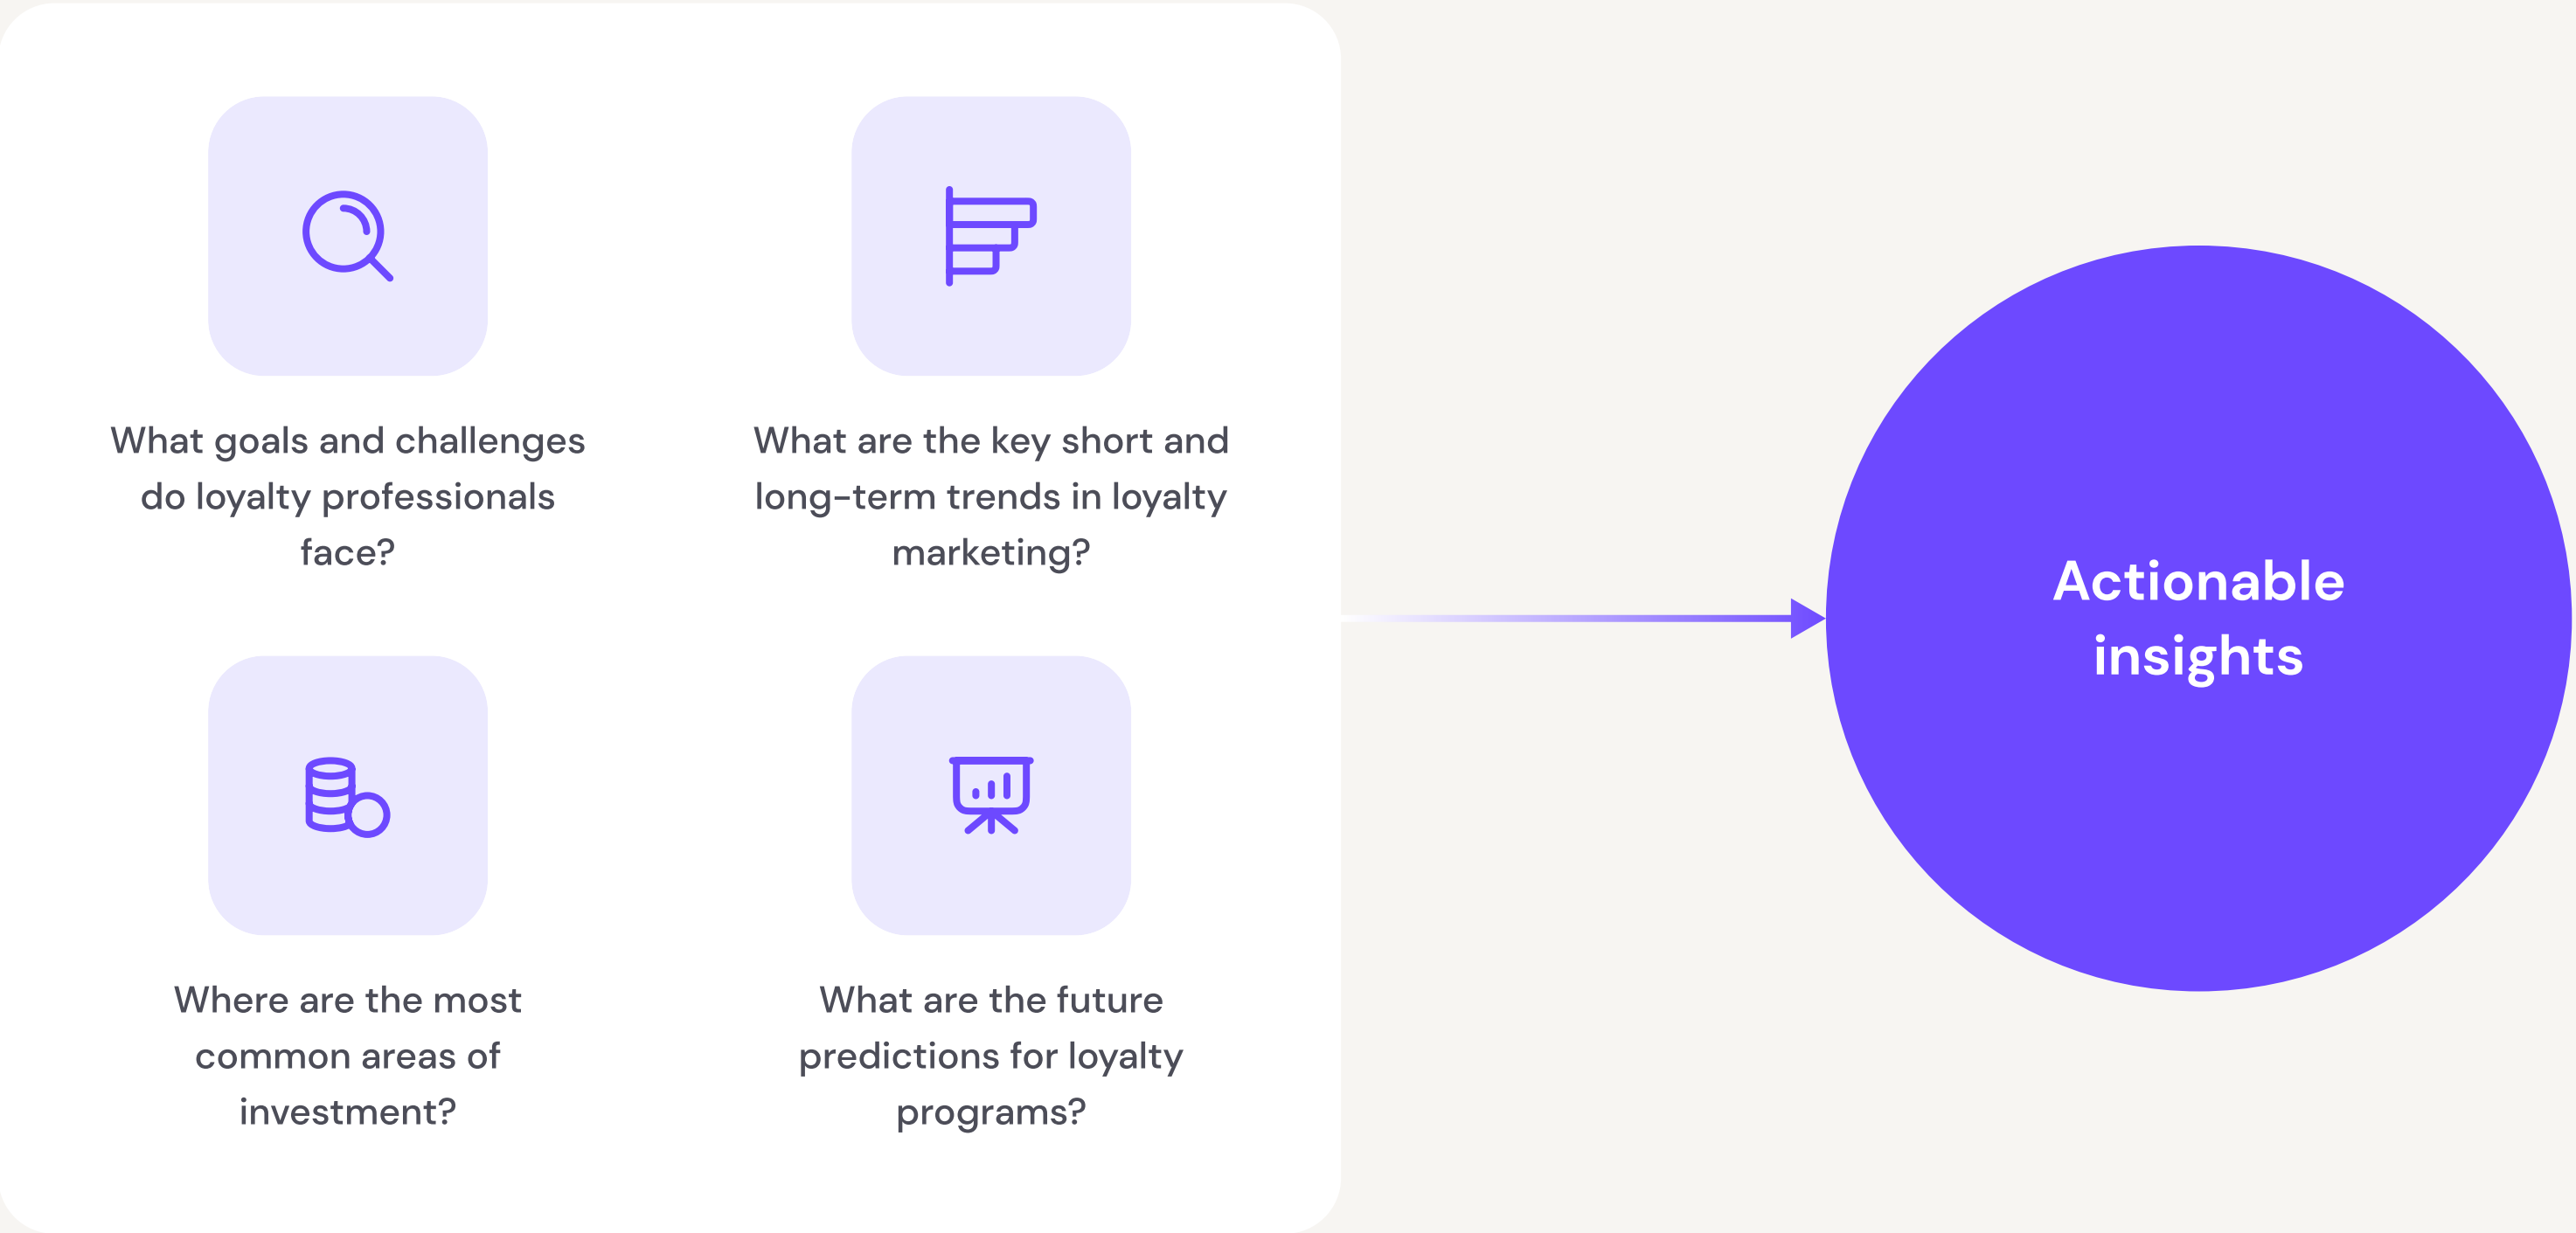 What goals and challenges
do loyalty professionals
face?
What are the key short and
long-term trends in loyalty
marketing?
Where are the most
common areas of
investment?
What are the future
predictions for loyalty
programs?
Actionable
insights